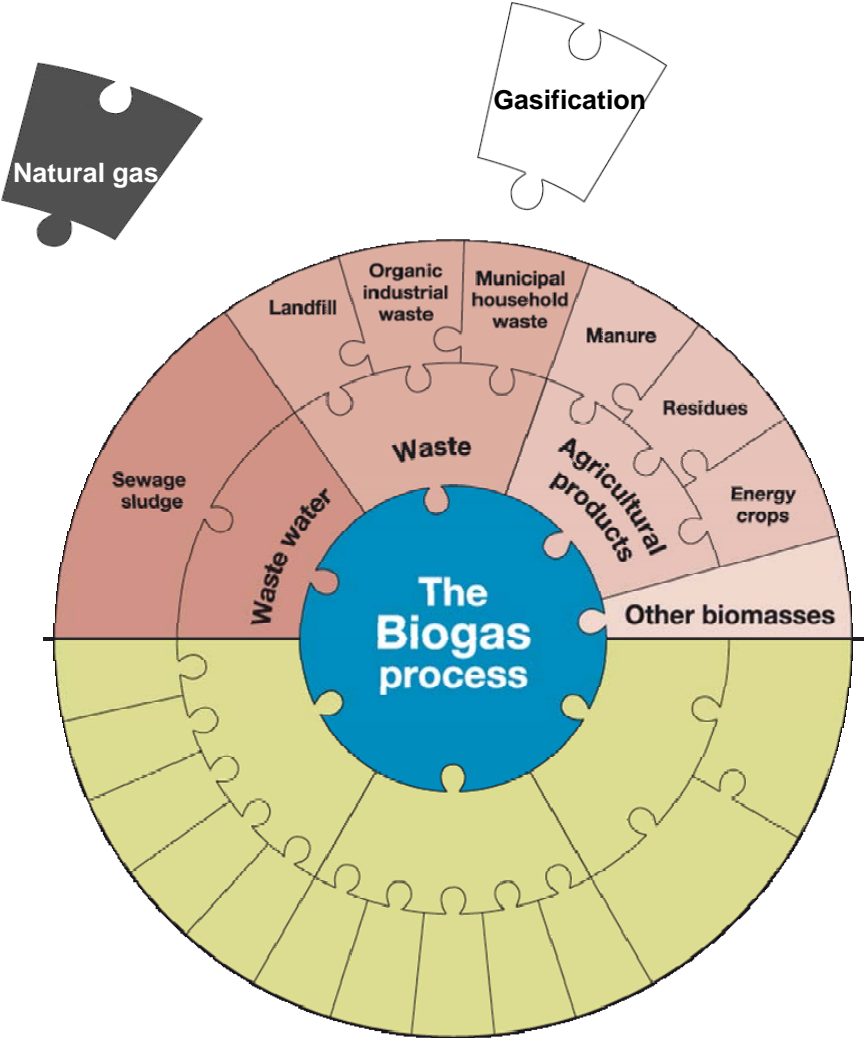 Gasification
Natural gas
Landfill
Organic
industrial
waste
Municipal
household
waste
Manure
Residues
Energy
crops
Sewage
sludge
Waste water
Waste
Agricultural
products
Other biomasses
The
Biogas
process